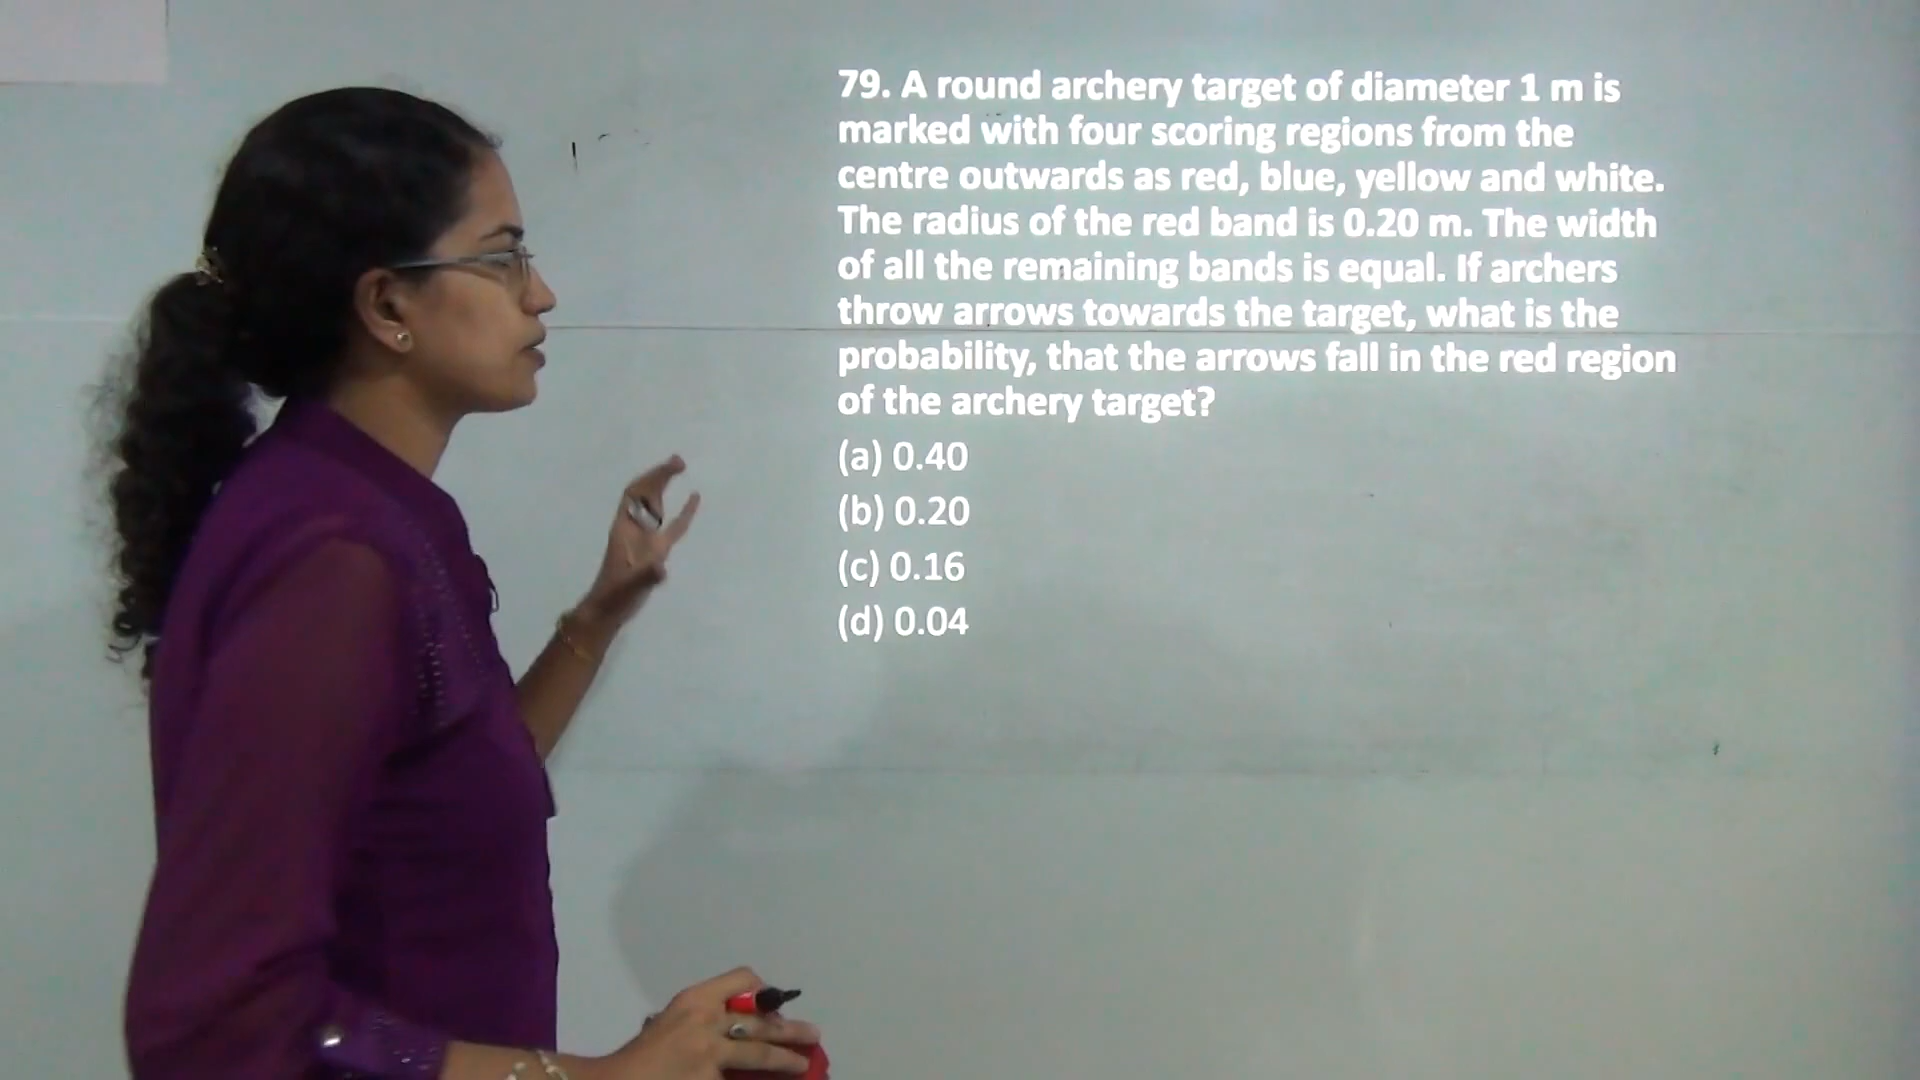 79. A round archery target of diameter 1 m is
marked with four scoring regions from the
centre outwards as red, blue, yellow and white.
The radius of the red band is 0.20 m. The width
of all the remaining bands is equal. If archers
throw arrows towards the target, what is the
probability, that the arrows fall in the red region
of the archery target?
(a) 0.40
(b) 0.20
(c) 0.16
(d) 0.04